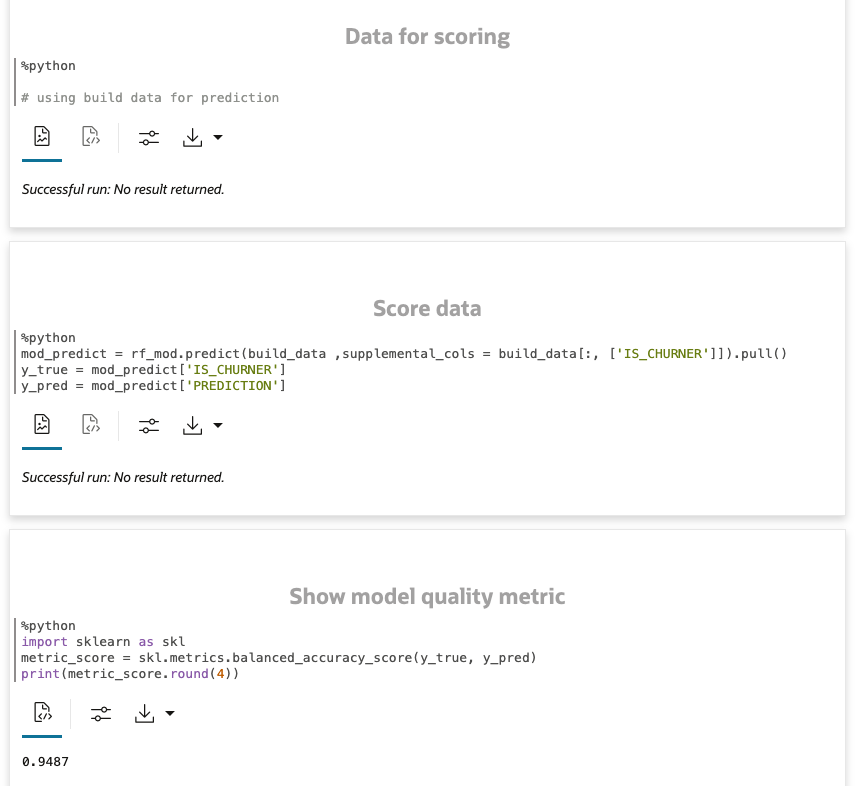 Data for scoring
%python
# using build data for prediction
Successful run: No result returned.
Score data
%python
mod_predict = rf_mod.predict(build_data ,supplemental_cols = build_data[:, ['IS_CHURNER']]).pull()
y_true = mod_predict['IS_CHURNER']
y_pred = mod_predict['PREDICTION']
Successful run: No result returned.
Show model quality metric
%python
import sklearn as skl
metric_score = skl.metrics.balanced_accuracy_score(y_true, y_pred)
print(metric_score.round(4))
0.9487